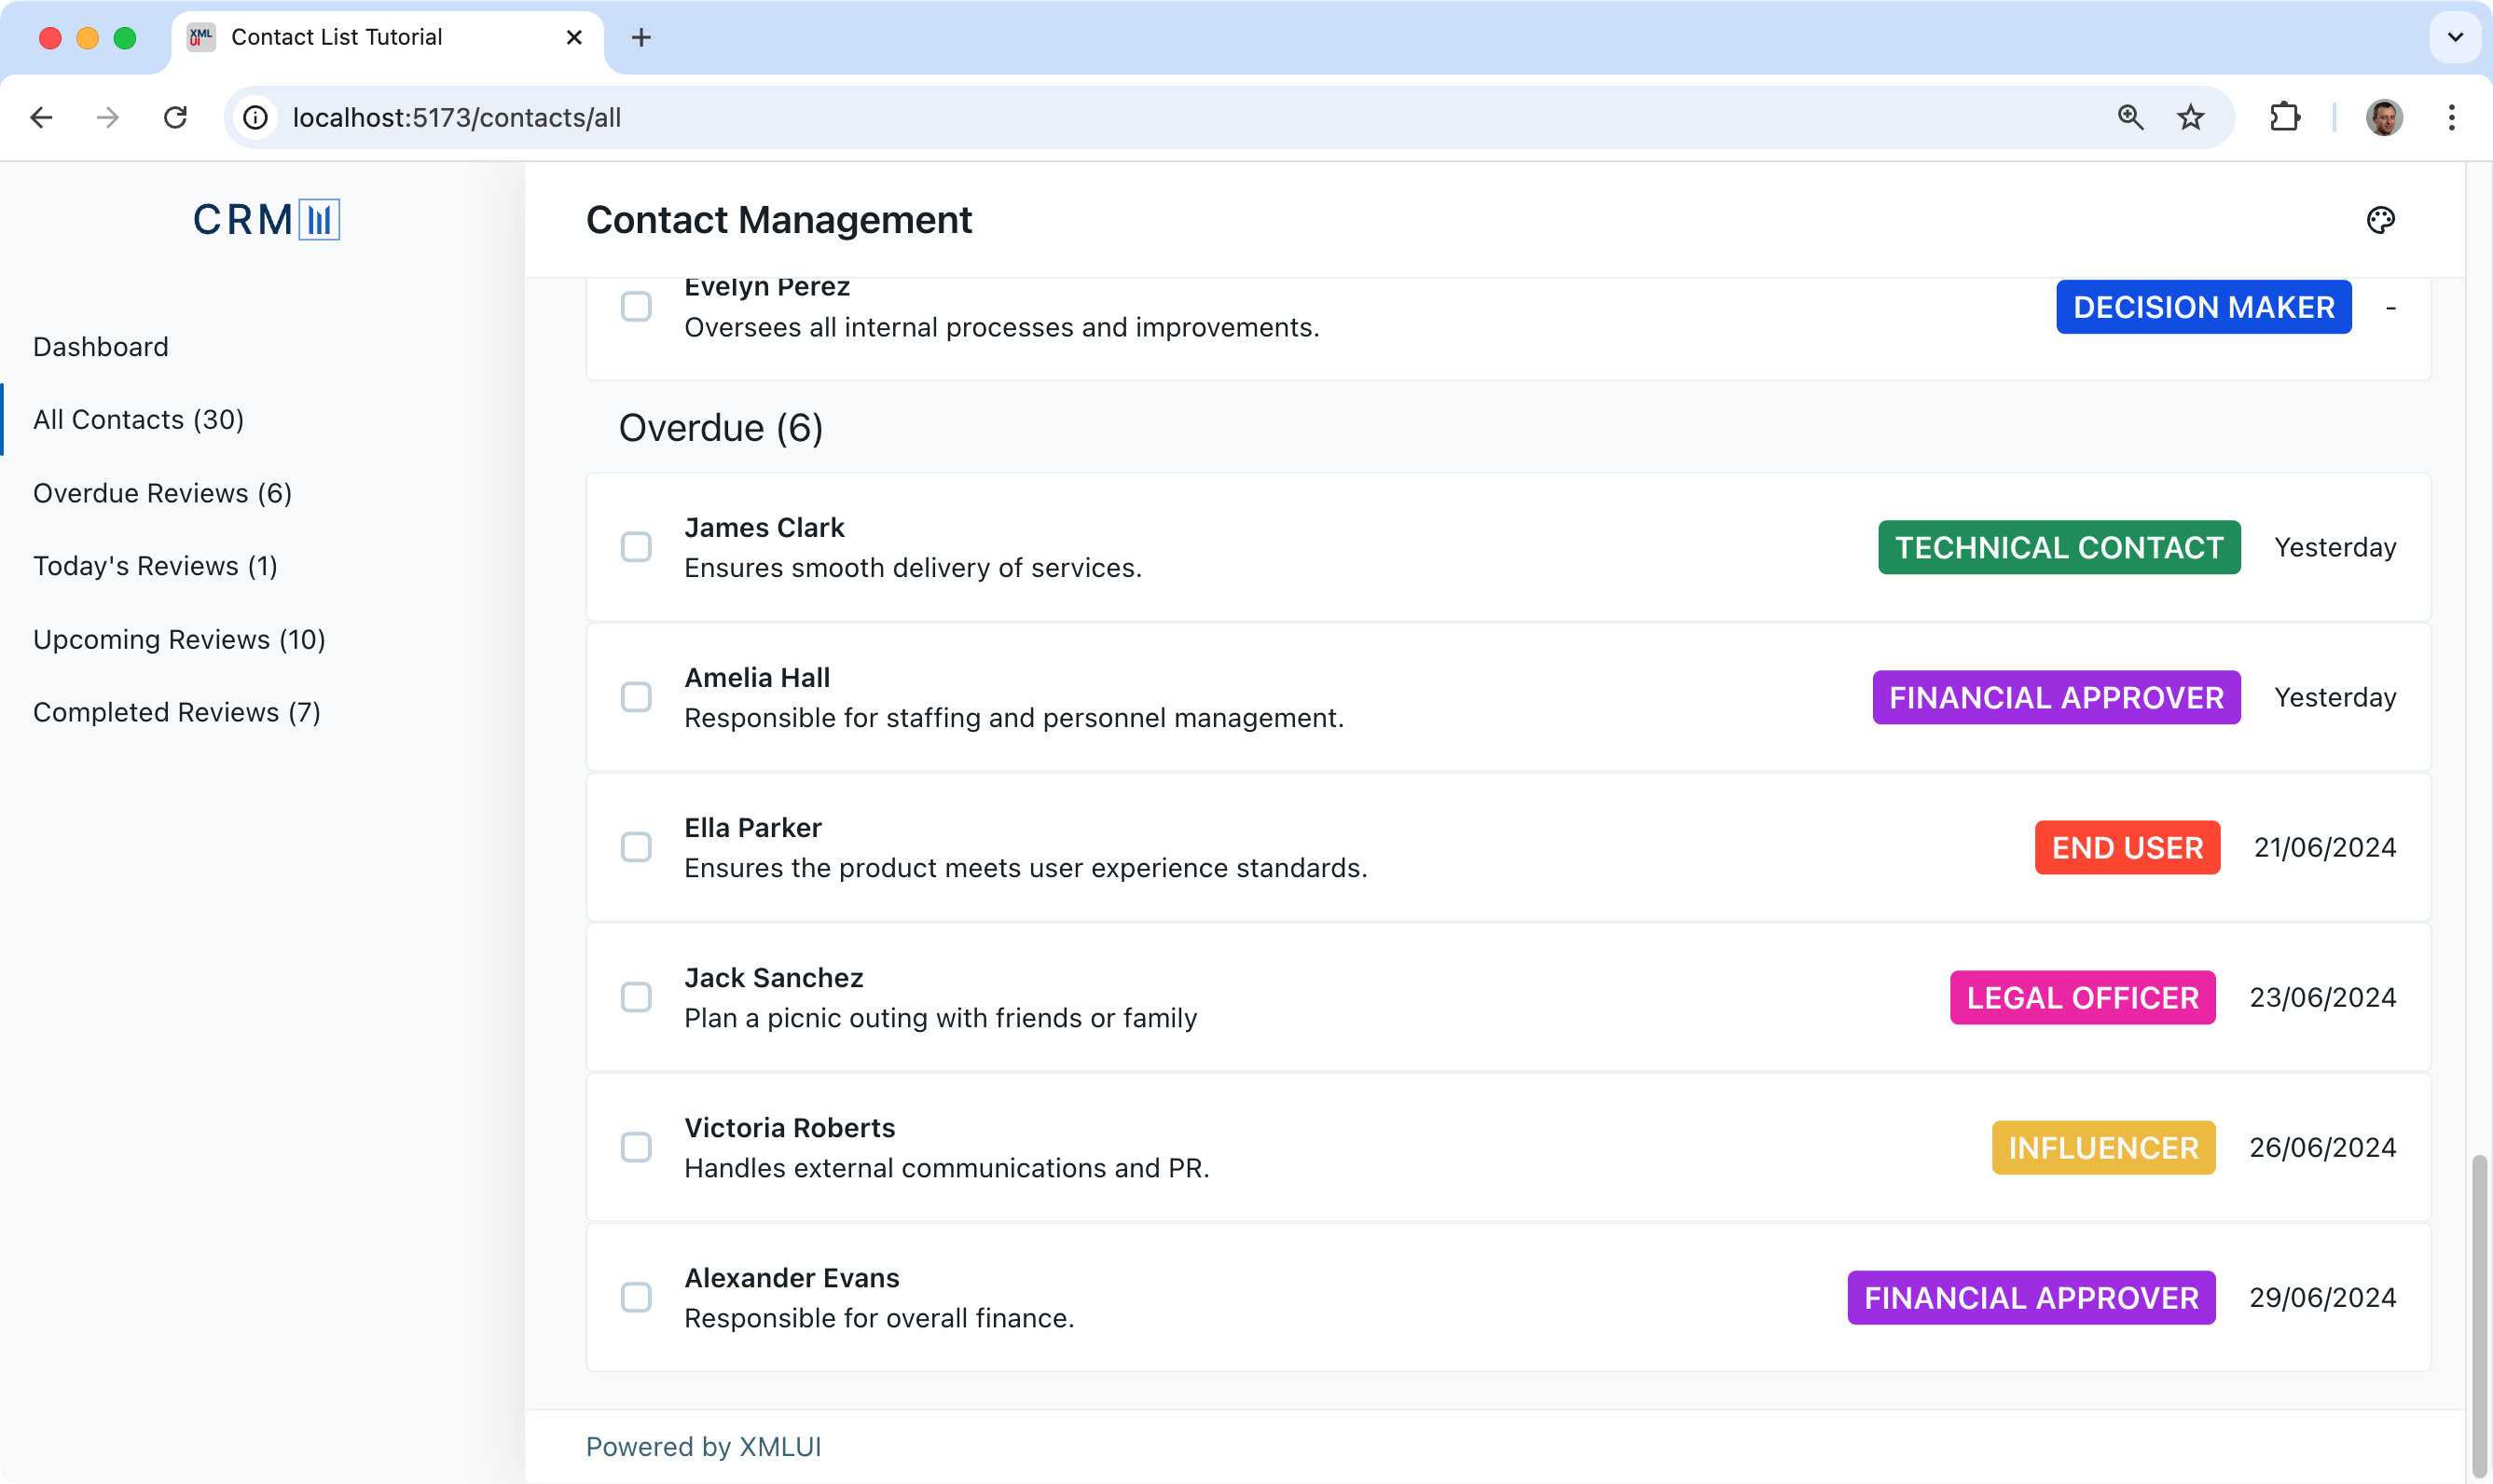 XML
UI
Contact List Tutorial
localhost:5173/contacts/all
CRM
Contact Management
Dashboard
All Contacts (30)
Overdue Reviews (6)
Today's Reviews (1)
Upcoming Reviews (10)
Completed Reviews (7)
Evelyn Perez
Oversees all internal processes and improvements.
DECISION MAKER
-
Overdue (6)
James Clark
Ensures smooth delivery of services.
TECHNICAL CONTACT
Yesterday
Amelia Hall
Responsible for staffing and personnel management.
FINANCIAL APPROVER
Yesterday
Ella Parker
Ensures the product meets user experience standards.
END USER
21/06/2024
Jack Sanchez
Plan a picnic outing with friends or family
LEGAL OFFICER
23/06/2024
Victoria Roberts
Handles external communications and PR.
INFLUENCER
26/06/2024
Alexander Evans
Responsible for overall finance.
FINANCIAL APPROVER
29/06/2024
Powered by XMLUI